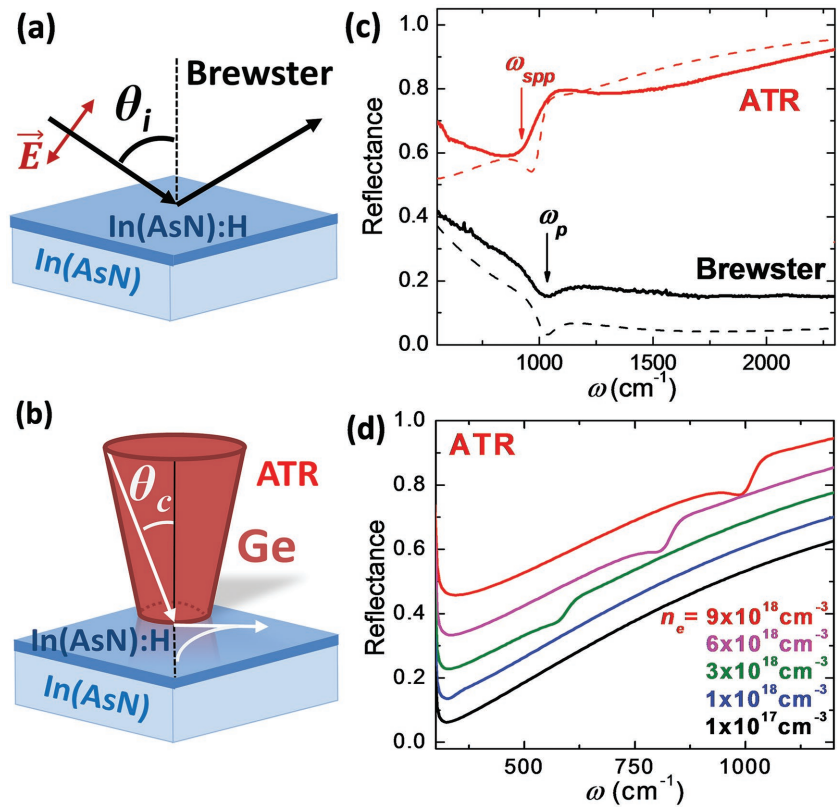 (a)
Brewster
θi
E
In(AsN):H
In(AsN)
(b)
ATR
θc
Ge
In(AsN):H
In(AsN)
(c)
1.0
0.8
0.6
0.4
0.2
0.0
Reflectance
ωspp
ATR
ωp
Brewster
1000
1500
2000
ω (cm⁻¹)
(d)
1.0
0.8
0.6
0.4
0.2
0.0
Reflectance
ATR
ne = 9x10¹⁸cm⁻³
6x10¹⁸cm⁻³
3x10¹⁸cm⁻³
1x10¹⁸cm⁻³
1x10¹⁷cm⁻³
500
750
1000
ω (cm⁻¹)